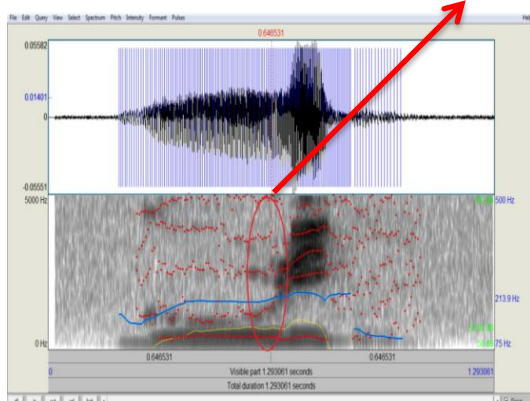 File Edit Query View Select Spectrum Pitch Intensity Formant Pulses Help
0.646531
0.05582
0.01401
0
-0.05551
5000 Hz 500 Hz
213.9 Hz
0 Hz 75 Hz
0.646531 0.646531
0 Visible part 1.293061 seconds 1.293061
Total duration 1.293061 seconds